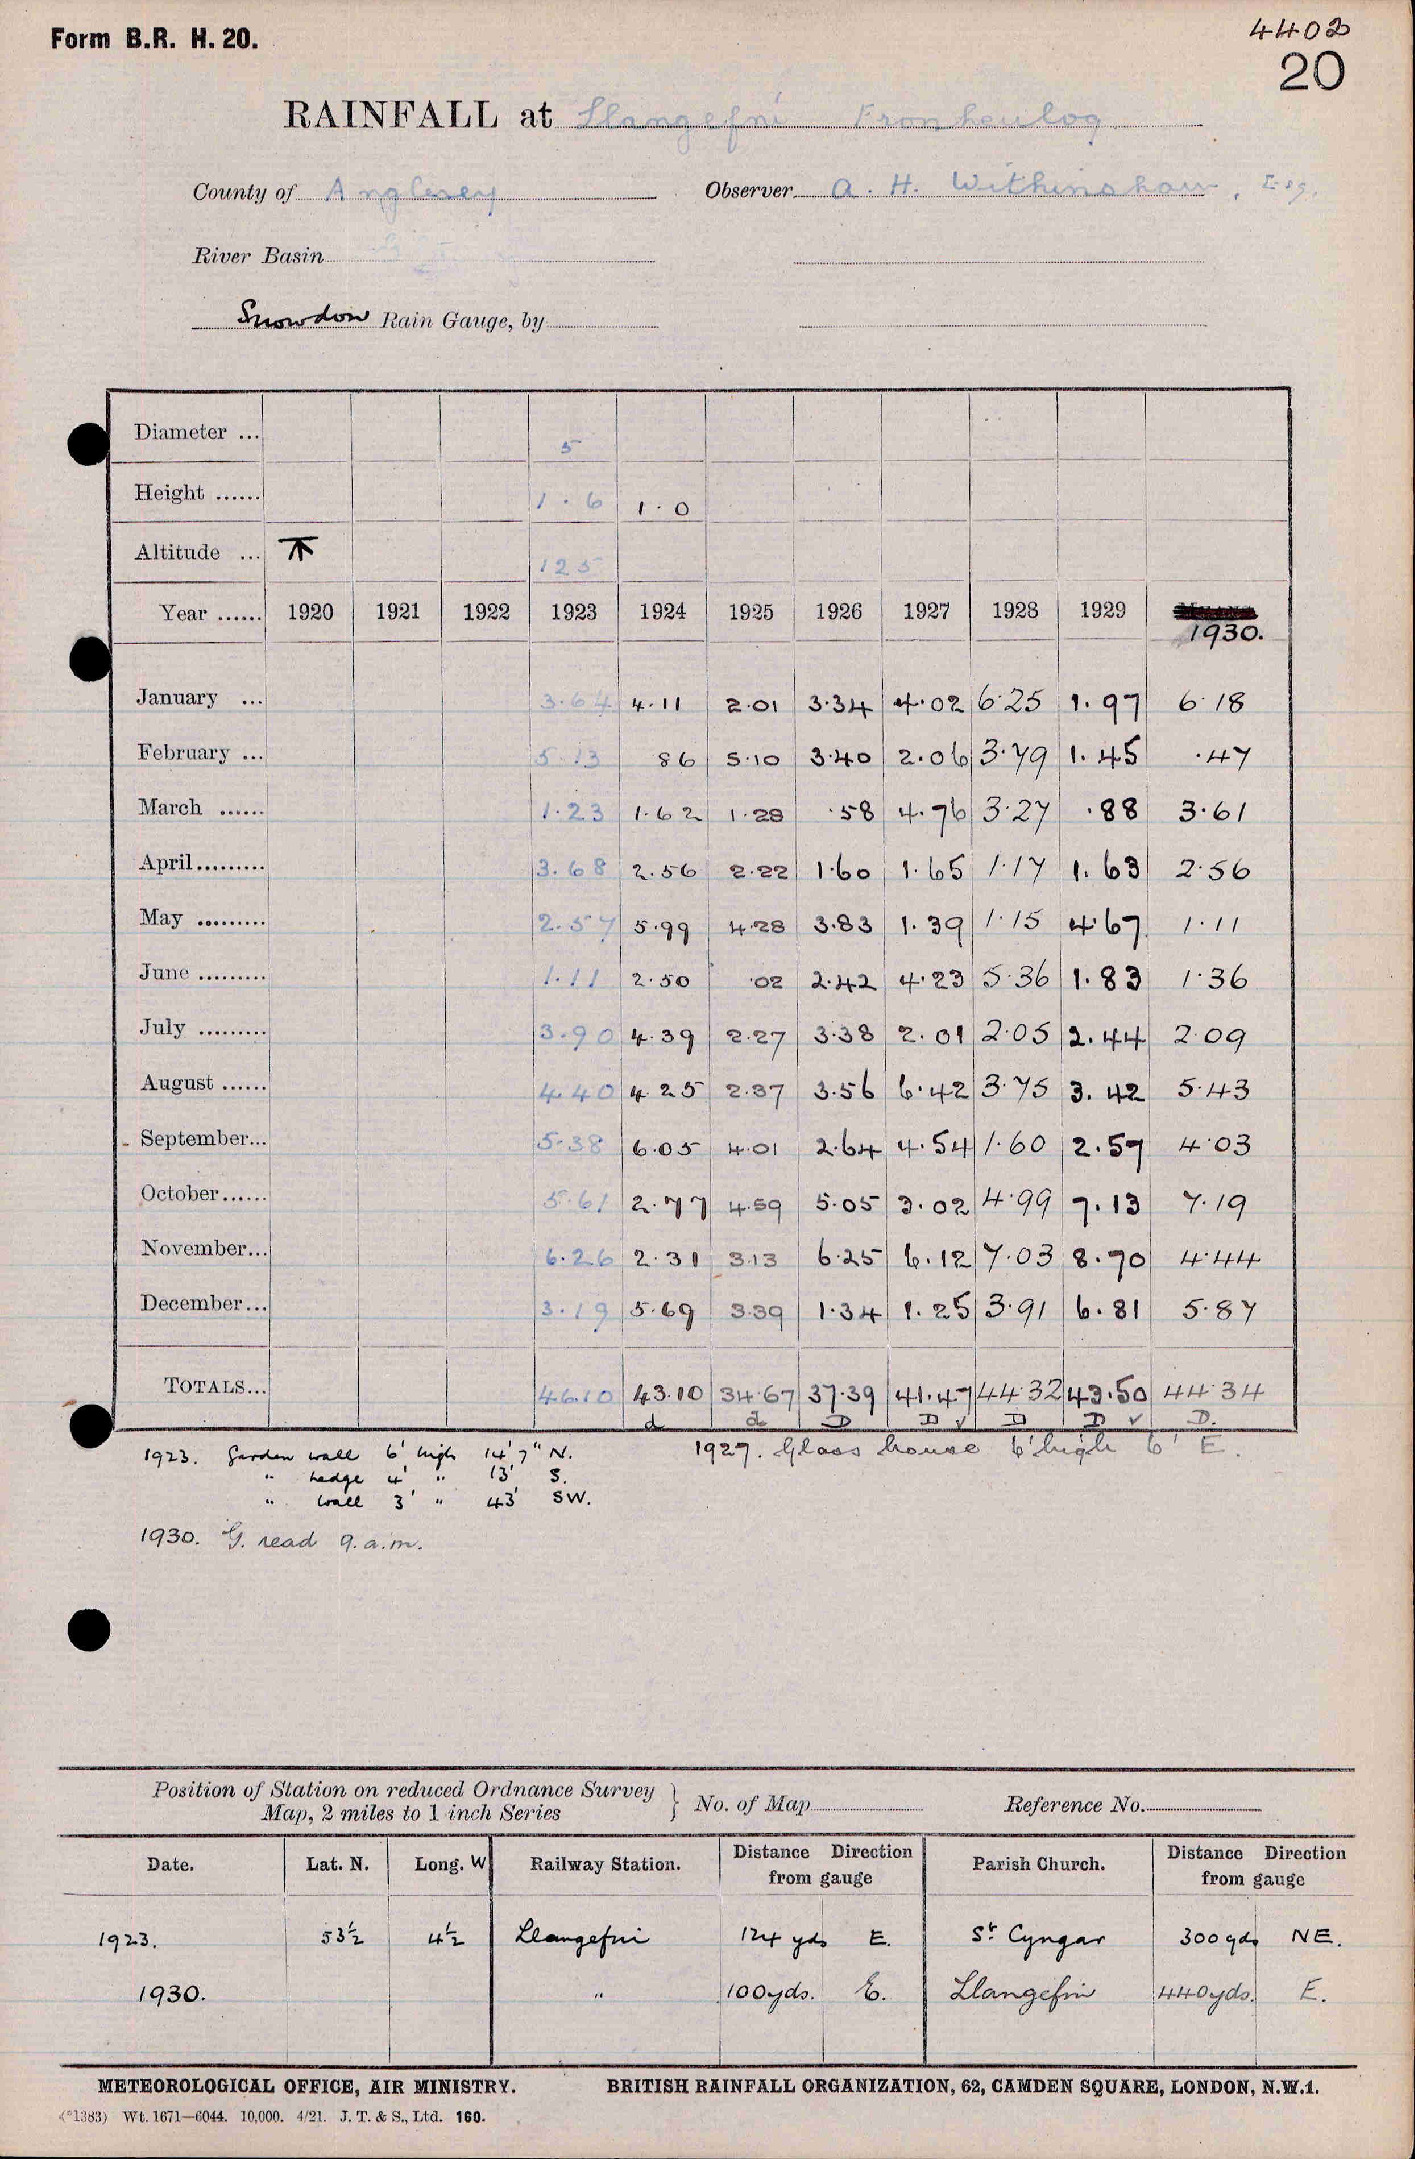 Form B.R. H. 20.
4402
20
RAINFALL at Llangefni Fronheulog
County of Anglesey Observer A. H. Withinshaw, Esq.
River Basin
Snowdon Rain Gauge, by
Diameter ... 5
Height ...... 1.6 1.0
Altitude ... 125
Year ...... 1920 1921 1922 1923 1924 1925 1926 1927 1928 1929 1930.
January ... 3.64 4.11 2.01 3.34 4.02 6.25 1.97 6.18
February ... 5.13 86 5.10 3.40 2.06 3.79 1.45 .47
March ...... 1.23 1.62 1.28 .58 4.76 3.27 .88 3.61
April ......... 3.68 2.56 2.22 1.60 1.65 1.17 1.63 2.56
May ......... 2.57 5.99 4.28 3.83 1.39 1.15 4.67 1.11
June ......... 1.11 2.50 .02 2.42 4.23 5.36 1.83 1.36
July ......... 3.90 4.39 2.27 3.38 2.01 2.05 2.44 2.09
August ...... 4.40 4.25 2.37 3.56 6.42 3.75 3.42 5.43
September... 5.38 6.05 4.01 2.64 4.54 1.60 2.57 4.03
October...... 5.61 2.77 4.59 5.05 3.02 4.99 7.13 7.19
November... 6.26 2.31 3.13 6.25 6.12 7.03 8.70 4.44
December... 3.19 5.69 3.39 1.34 1.25 3.91 6.81 5.87
TOTALS... 46.10 43.10 34.67 37.39 41.47 44.32 43.50 44.34
d d D D ✓ D D ✓ D.
1923. Garden wall 6' high 14' 7" N. 1927. Glass house 6' high 6' E.
" hedge 4' " 13' S.
" wall 3' " 43' SW.
1930. G. read 9.a.m.
Position of Station on reduced Ordnance Survey
Map, 2 miles to 1 inch Series } No. of Map Reference No.
Date. Lat. N. Long. W Railway Station. Distance Direction from gauge Parish Church. Distance Direction from gauge
1923. 53½ 4½ Llangefni 124 yds E. St Cyngar 300 yds NE.
1930. " 100yds. E. Llangefni 440yds. E.
METEOROLOGICAL OFFICE, AIR MINISTRY. BRITISH RAINFALL ORGANIZATION, 62, CAMDEN SQUARE, LONDON, N.W.1.
(*1383) Wt. 1671—6044. 10,000. 4/21. J. T. & S., Ltd. 160.